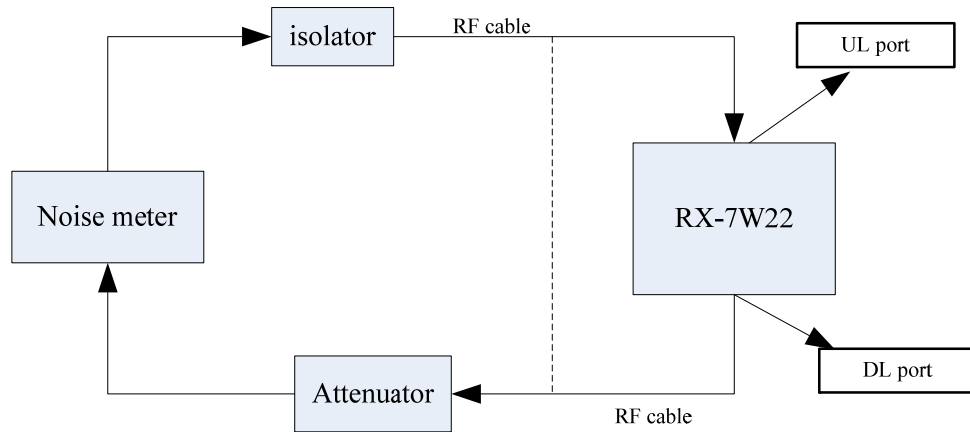 isolator
RF cable
UL port
Noise meter
RX-7W22
Attenuator
DL port
RF cable